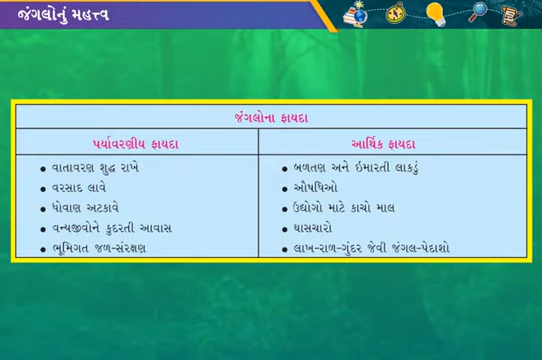 જંગલોનું મહત્ત્વ
જંગલોના ફાયદા
પર્યાવરણીય ફાયદા
આર્થિક ફાયદા
• વાતાવરણ શુદ્ધ રાખે
• બળતણ અને ઇમારતી લાકડું
• વરસાદ લાવે
• ઔષધિઓ
• ધોવાણ અટકાવે
• ઉદ્યોગો માટે કાચો માલ
• વન્યજીવોને કુદરતી આવાસ
• ઘાસચારો
• ભૂમિગત જળ-સંરક્ષણ
• લાખ-રાળ-ગુંદર જેવી જંગલ-પેદાશો